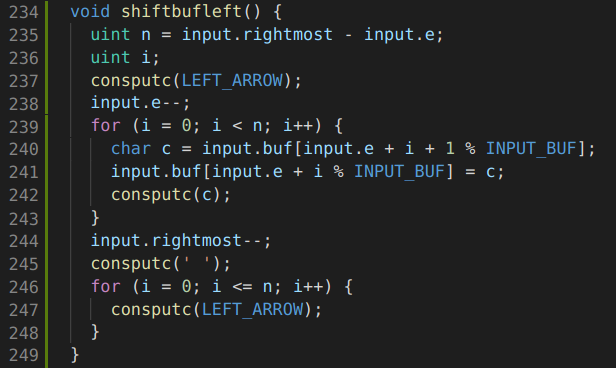 234 void shiftbufleft() {
235 uint n = input.rightmost - input.e;
236 uint i;
237 consputc(LEFT_ARROW);
238 input.e--;
239 for (i = 0; i < n; i++) {
240 char c = input.buf[input.e + i + 1 % INPUT_BUF];
241 input.buf[input.e + i % INPUT_BUF] = c;
242 consputc(c);
243 }
244 input.rightmost--;
245 consputc(' ');
246 for (i = 0; i <= n; i++) {
247 consputc(LEFT_ARROW);
248 }
249 }